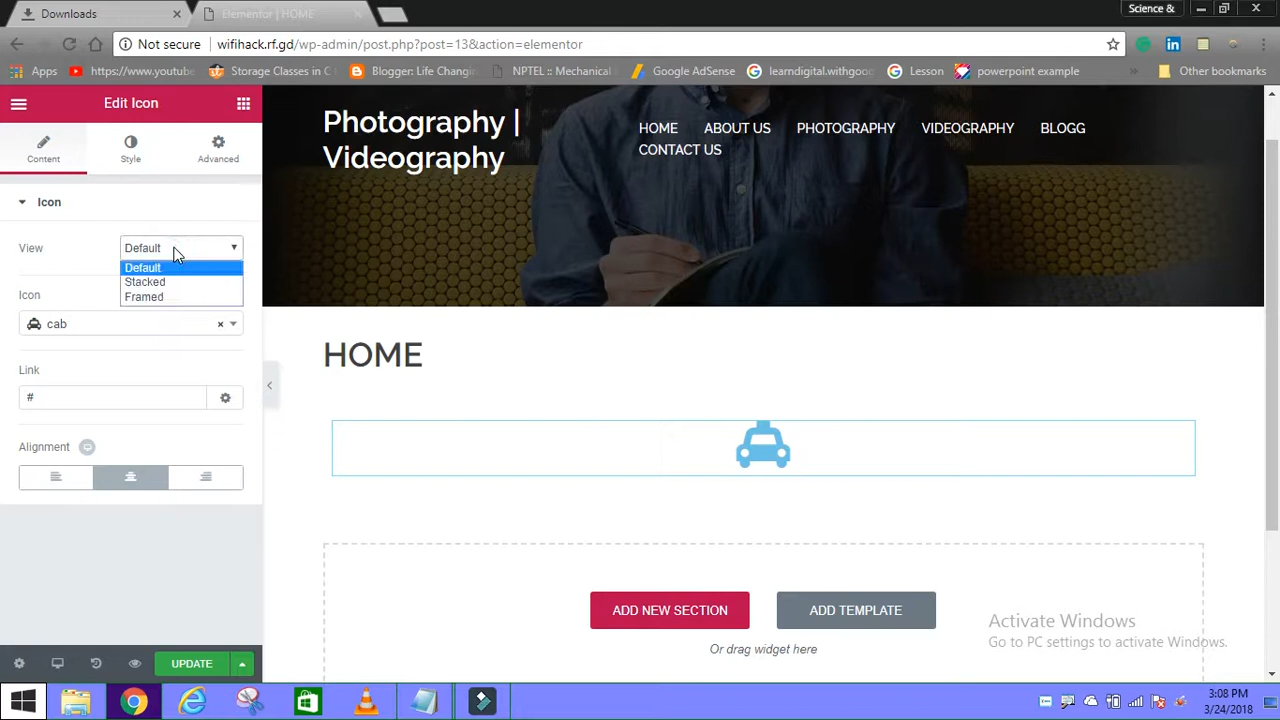 Downloads
Elementor | HOME
Science &
Not secure
wifihack.rf.gd/wp-admin/post.php?post=13&action=elementor
Apps
https://www.youtube
Storage Classes in C
Blogger: Life Changin
NPTEL :: Mechanical
Google AdSense
learndigital.withgoo
Lesson
powerpoint example
»
Other bookmarks
Edit Icon
Content
Style
Advanced
Icon
View
Default
Default
Stacked
Framed
Icon
cab
Link
#
Alignment
UPDATE
Photography |
Videography
HOME
ABOUT US
PHOTOGRAPHY
VIDEOGRAPHY
BLOGG
CONTACT US
HOME
ADD NEW SECTION
ADD TEMPLATE
Or drag widget here
Activate Windows
Go to PC settings to activate Windows.
3:08 PM
3/24/2018